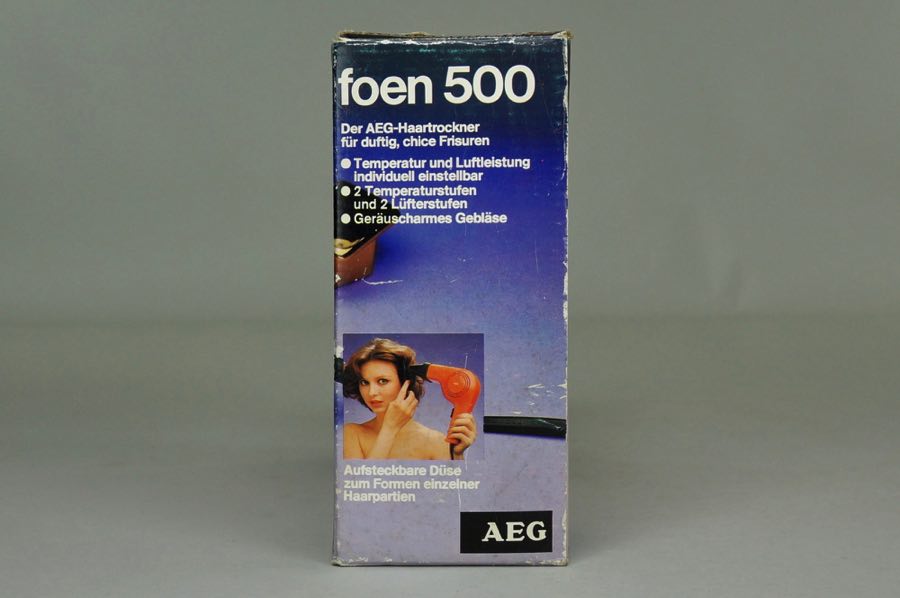 foen 500
Der AEG-Haartrockner
für duftig, chice Frisuren
Temperatur und Luftleistung
individuell einstellbar
2 Temperaturstufen
und 2 Lüfterstufen
Geräuscharmes Gebläse
Aufsteckbare Düse
zum Formen einzelner
Haarpartien
AEG